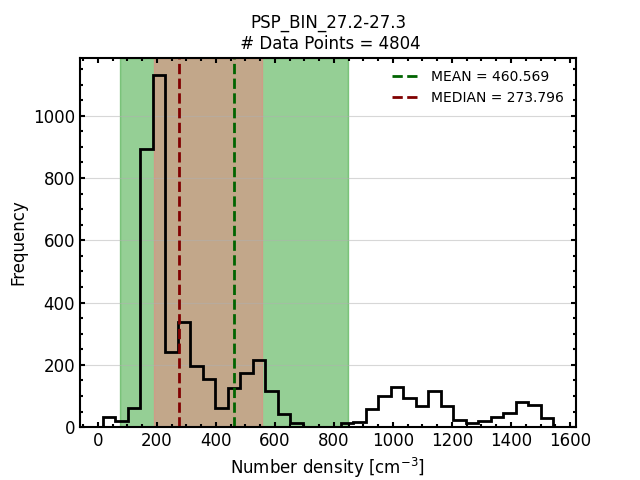 PSP_BIN_27.2-27.3
# Data Points = 4804
MEAN = 460.569
MEDIAN = 273.796
Frequency
1000
800
600
400
200
0
0 200 400 600 800 1000 1200 1400 1600
Number density [cm⁻³]